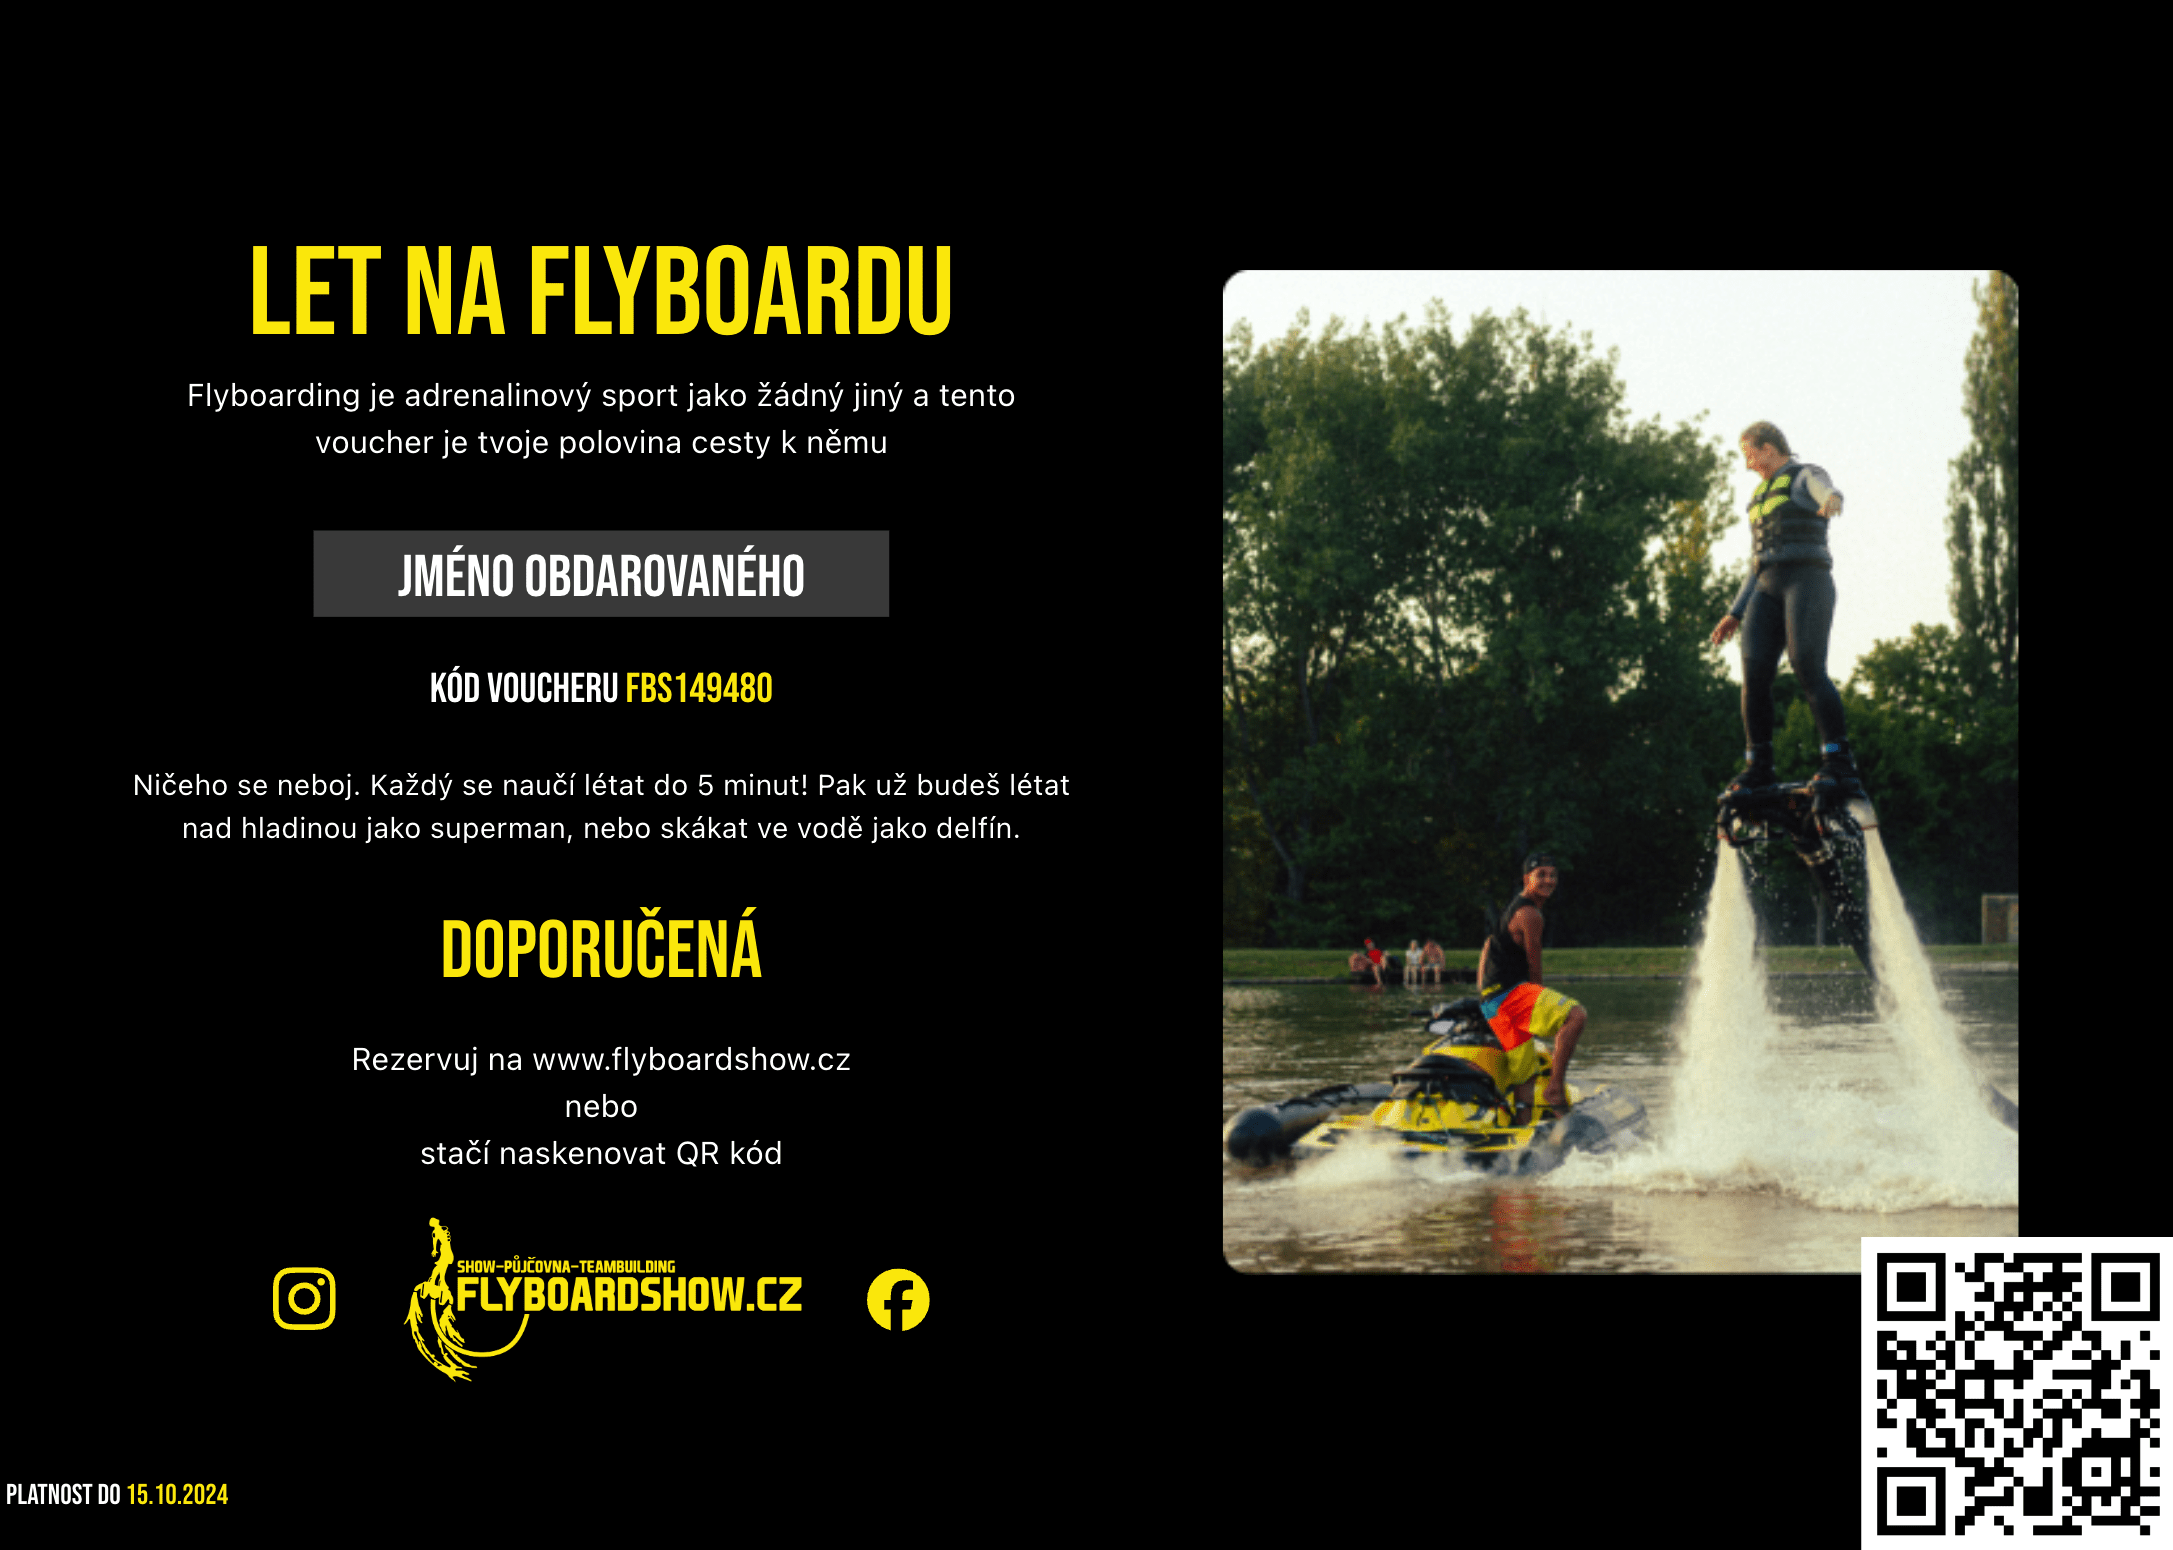 LET NA FLYBOARDU
Flyboarding je adrenalinový sport jako žádný jiný a tento
voucher je tvoje polovina cesty k němu
JMÉNO OBDAROVANÉHO
KÓD VOUCHERU FBS149480
Ničeho se neboj. Každý se naučí létat do 5 minut! Pak už budeš létat
nad hladinou jako superman, nebo skákat ve vodě jako delfín.
DOPORUČENÁ
Rezervuj na www.flyboardshow.cz
nebo
stačí naskenovat QR kód
SHOW-PŮJČOVNA-TEAMBUILDING
FLYBOARDSHOW.CZ
PLATNOST DO 15.10.2024